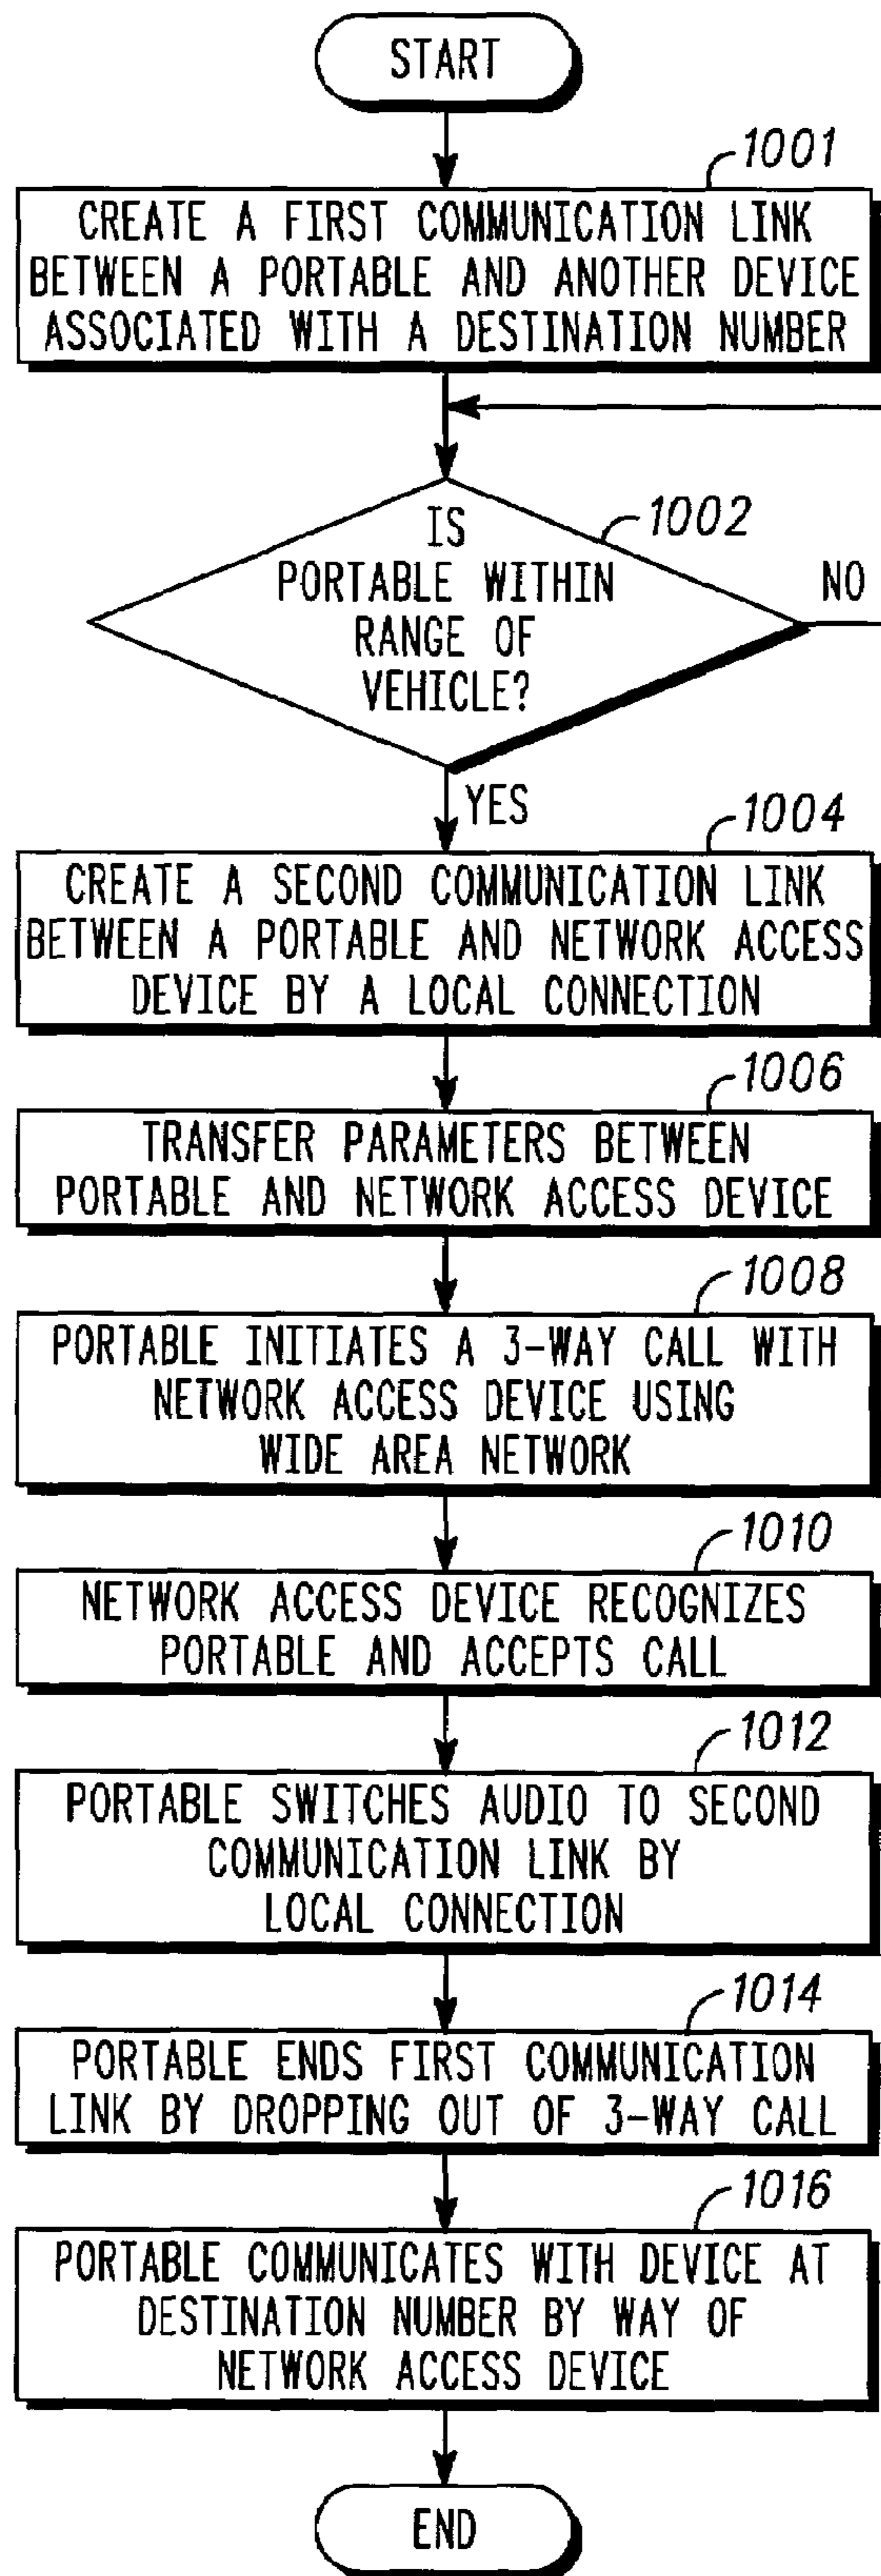 START
1001
CREATE A FIRST COMMUNICATION LINK
BETWEEN A PORTABLE AND ANOTHER DEVICE
ASSOCIATED WITH A DESTINATION NUMBER
1002
IS
PORTABLE WITHIN
RANGE OF
VEHICLE?
NO
YES
1004
CREATE A SECOND COMMUNICATION LINK
BETWEEN A PORTABLE AND NETWORK ACCESS
DEVICE BY A LOCAL CONNECTION
1006
TRANSFER PARAMETERS BETWEEN
PORTABLE AND NETWORK ACCESS DEVICE
1008
PORTABLE INITIATES A 3-WAY CALL WITH
NETWORK ACCESS DEVICE USING
WIDE AREA NETWORK
1010
NETWORK ACCESS DEVICE RECOGNIZES
PORTABLE AND ACCEPTS CALL
1012
PORTABLE SWITCHES AUDIO TO SECOND
COMMUNICATION LINK BY
LOCAL CONNECTION
1014
PORTABLE ENDS FIRST COMMUNICATION
LINK BY DROPPING OUT OF 3-WAY CALL
1016
PORTABLE COMMUNICATES WITH DEVICE AT
DESTINATION NUMBER BY WAY OF
NETWORK ACCESS DEVICE
END